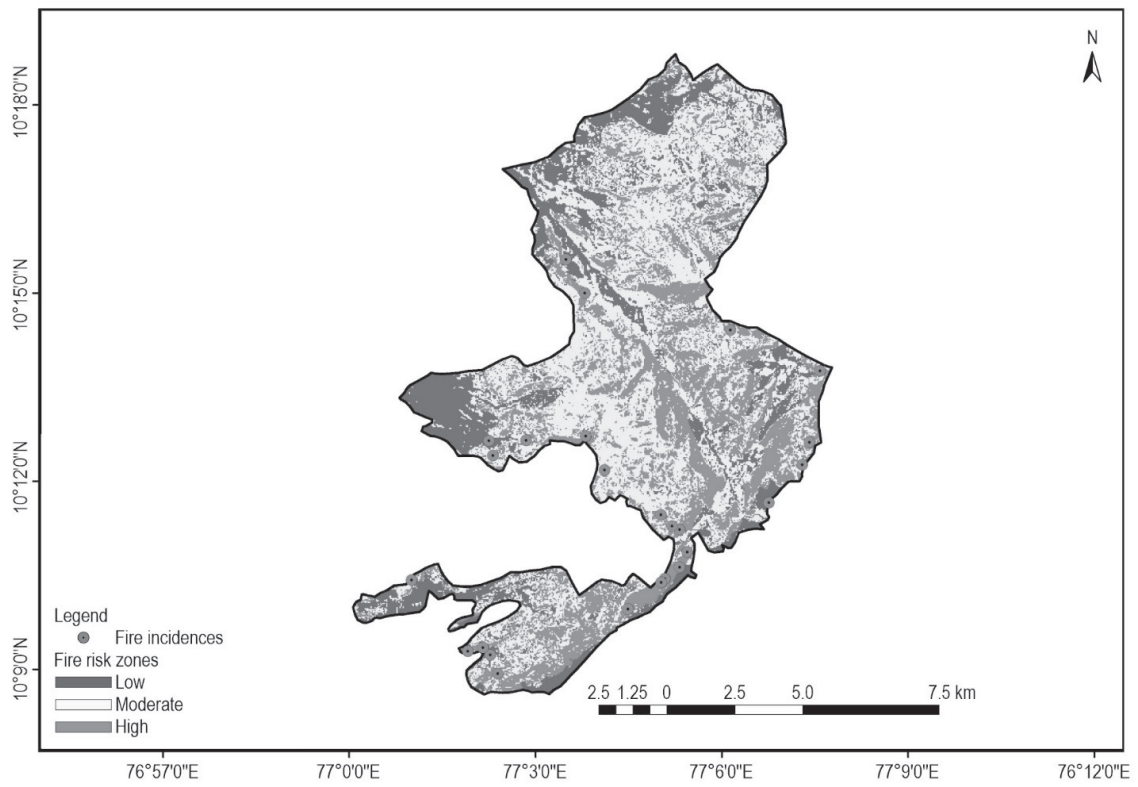 N
10°18'0"N
10°15'0"N
10°12'0"N
10°9'0"N
Legend
Fire incidences
Fire risk zones
Low
Moderate
High
2.5 1.25 0 2.5 5.0 7.5 km
76°57'0"E 77°0'0"E 77°3'0"E 77°6'0"E 77°9'0"E 76°12'0"E